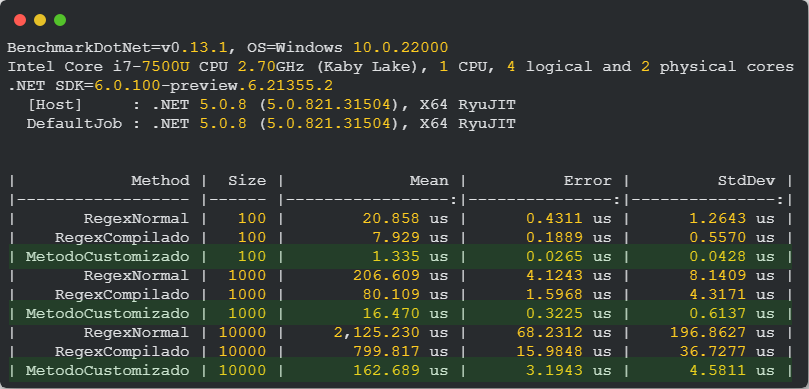 BenchmarkDotNet=v0.13.1, OS=Windows 10.0.22000
Intel Core i7-7500U CPU 2.70GHz (Kaby Lake), 1 CPU, 4 logical and 2 physical cores
.NET SDK=6.0.100-preview.6.21355.2
  [Host]     : .NET 5.0.8 (5.0.821.31504), X64 RyuJIT
  DefaultJob : .NET 5.0.8 (5.0.821.31504), X64 RyuJIT
|            Method |  Size |             Mean |         Error |         StdDev |
|------------------ |------ |-----------------:|--------------:|---------------:|
|       RegexNormal |   100 |        20.858 us |     0.4311 us |      1.2643 us |
|    RegexCompilado |   100 |         7.929 us |     0.1889 us |      0.5570 us |
| MetodoCustomizado |   100 |         1.335 us |     0.0265 us |      0.0428 us |
|       RegexNormal |  1000 |       206.609 us |     4.1243 us |      8.1409 us |
|    RegexCompilado |  1000 |        80.109 us |     1.5968 us |      4.3171 us |
| MetodoCustomizado |  1000 |        16.470 us |     0.3225 us |      0.6137 us |
|       RegexNormal | 10000 |     2,125.230 us |    68.2312 us |    196.8627 us |
|    RegexCompilado | 10000 |       799.817 us |    15.9848 us |     36.7277 us |
| MetodoCustomizado | 10000 |       162.689 us |     3.1943 us |      4.5811 us |